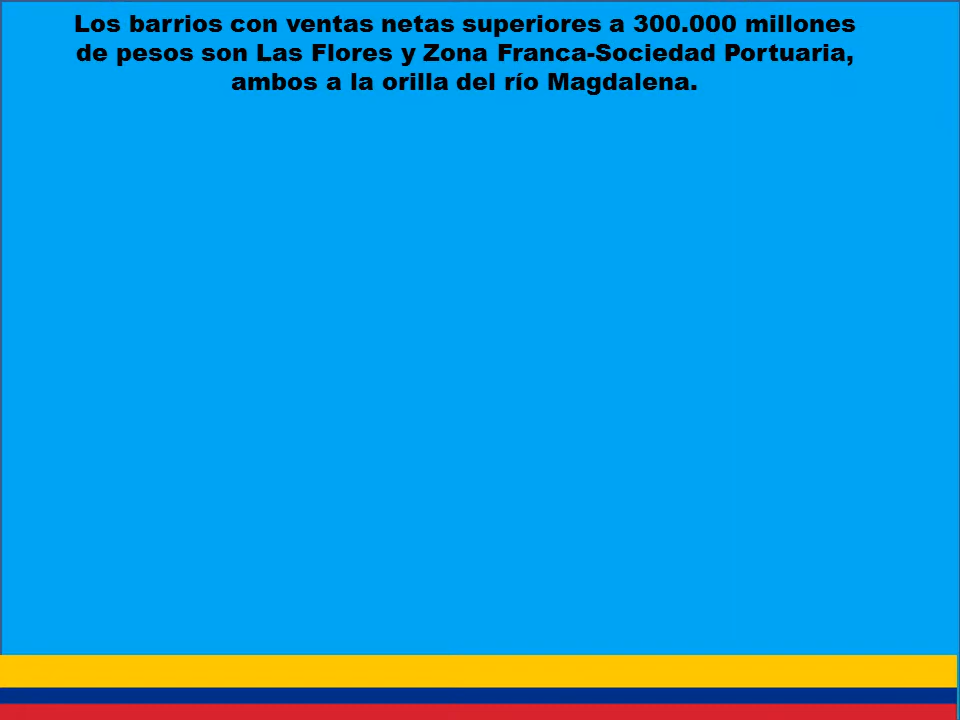 Los barrios con ventas netas superiores a 300.000 millones
de pesos son Las Flores y Zona Franca-Sociedad Portuaria,
ambos a la orilla del río Magdalena.